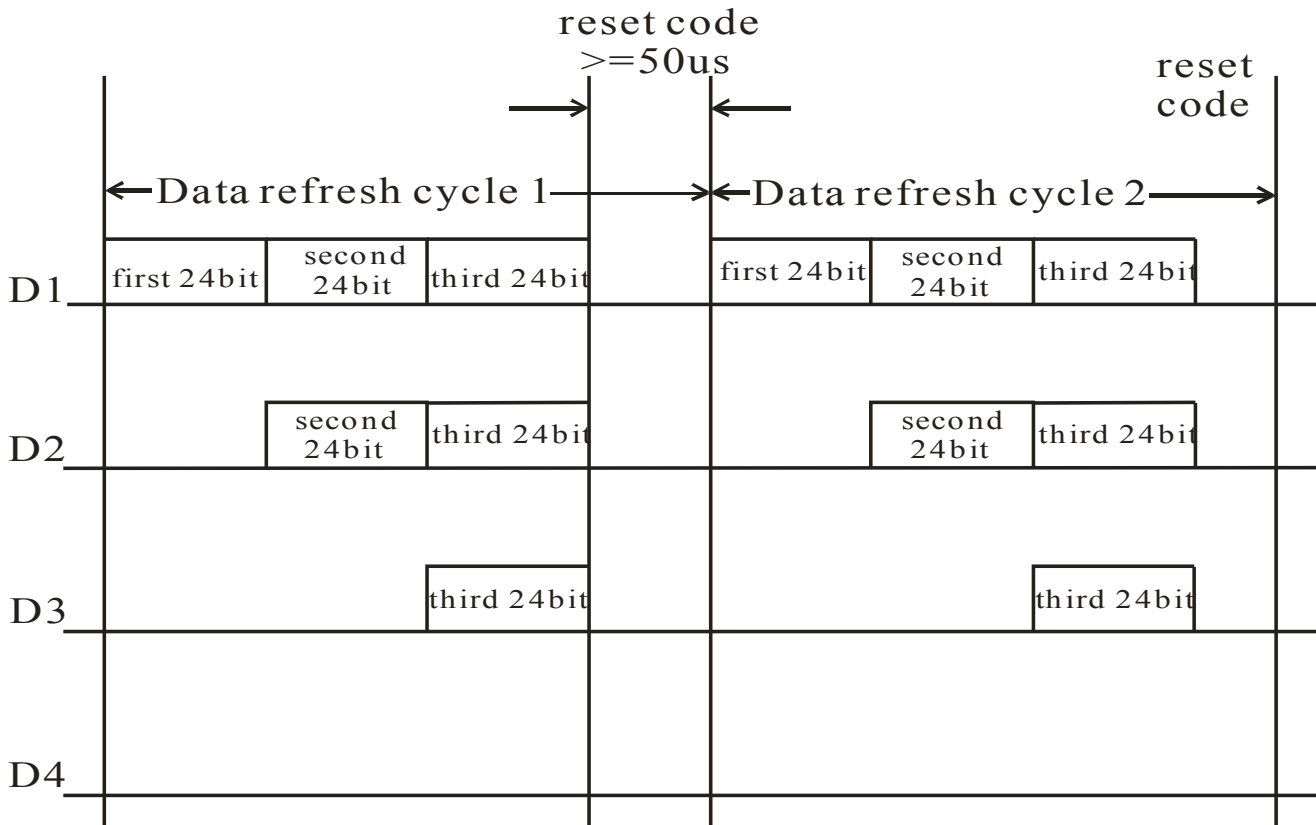 reset code
>=50us
reset
code
Data refresh cycle 1
Data refresh cycle 2
D1
first 24bit
second
24bit
third 24bit
first 24bit
second
24bit
third 24bit
D2
second
24bit
third 24bit
second
24bit
third 24bit
D3
third 24bit
third 24bit
D4